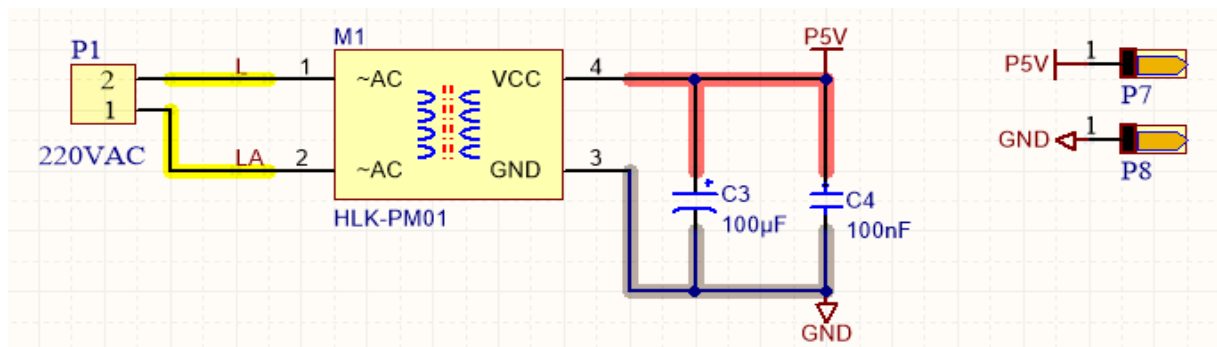 P1
2
1
220VAC
L
LA
1
2
M1
~AC
VCC
~AC
GND
HLK-PM01
4
3
P5V
+
C3
100µF
+
C4
100nF
GND
P5V
1
P7
GND
1
P8